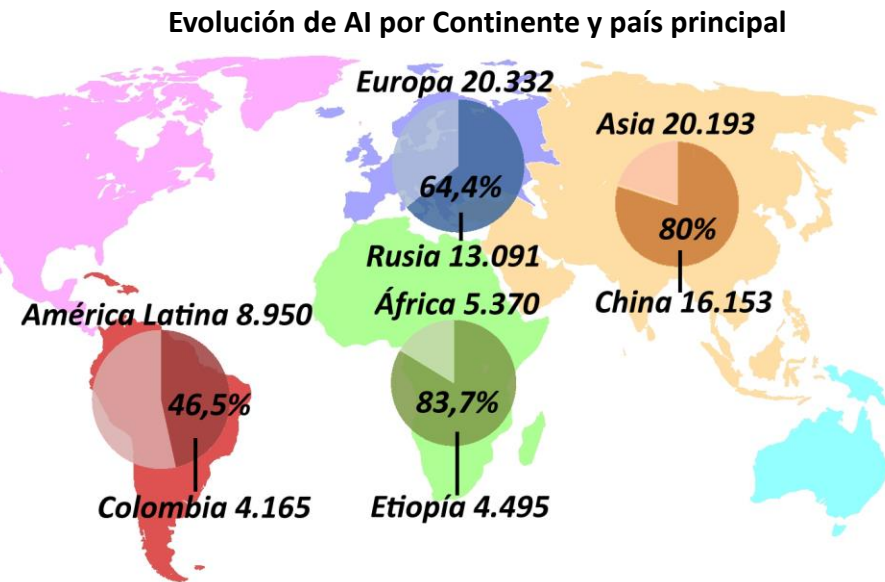 Evolución de AI por Continente y país principal
Europa 20.332
64,4%
Rusia 13.091
Asia 20.193
80%
China 16.153
América Latina 8.950
46,5%
Colombia 4.165
África 5.370
83,7%
Etiopía 4.495